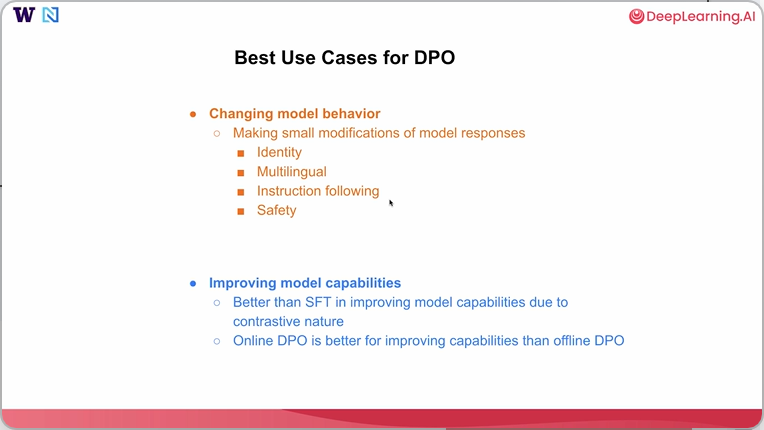 W N
DeepLearning.AI
Best Use Cases for DPO
● Changing model behavior
○ Making small modifications of model responses
■ Identity
■ Multilingual
■ Instruction following
■ Safety
● Improving model capabilities
○ Better than SFT in improving model capabilities due to
contrastive nature
○ Online DPO is better for improving capabilities than offline DPO